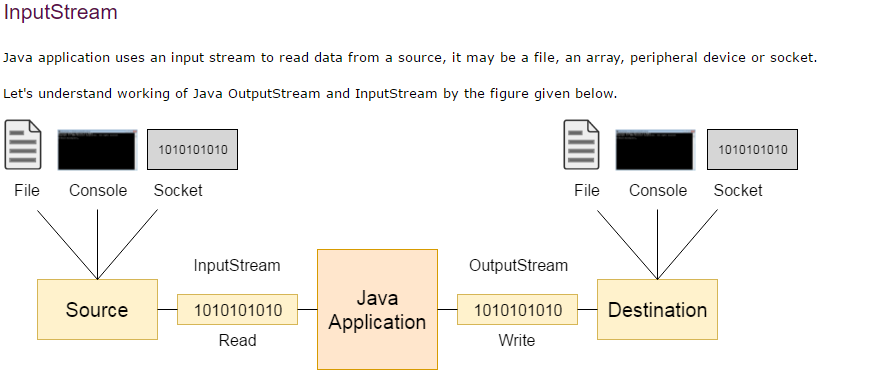 InputStream
Java application uses an input stream to read data from a source, it may be a file, an array, peripheral device or socket.
Let's understand working of Java OutputStream and InputStream by the figure given below.
1010101010
1010101010
File
Console
Socket
File
Console
Socket
InputStream
OutputStream
Source
1010101010
Java
Application
1010101010
Destination
Read
Write